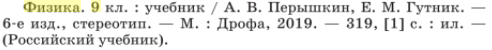 Физика. 9 кл. : учебник / А. В. Перышкин, Е. М. Гутник. —
6-е изд., стереотип. — М. : Дрофа, 2019. — 319, [1] с. : ил. —
(Российский учебник).